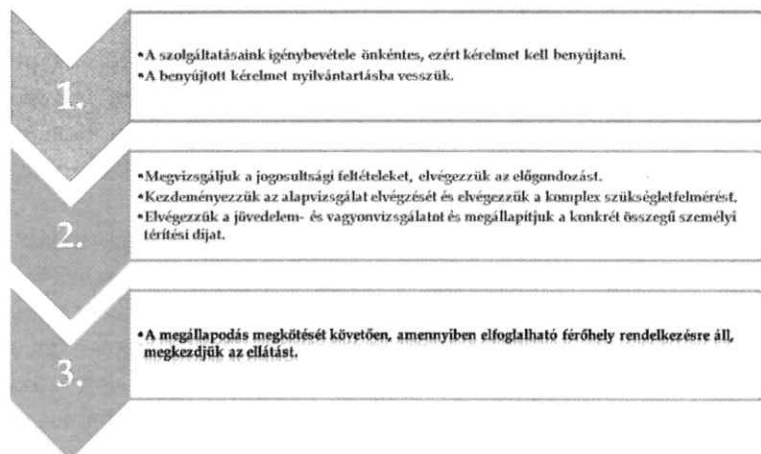 1.
•A szolgáltatásaink igénybevétele önkéntes, ezért kérelmet kell benyújtani.
•A benyújtott kérelmet nyilvántartásba vesszük.
2.
•Megvizsgáljuk a jogosultsági feltételeket, elvégezzük az előgondozást.
•Kezdeményezzük az alapvizsgálat elvégzését és elvégezzük a komplex szükségletfelmérést.
•Elvégezzük a jövedelem- és vagyonvizsgálatot és megállapítjuk a konkrét összegű személyi
térítési díjat.
3.
•A megállapodás megkötését követően, amennyiben elfoglalható férőhely rendelkezésre áll,
megkezdjük az ellátást.